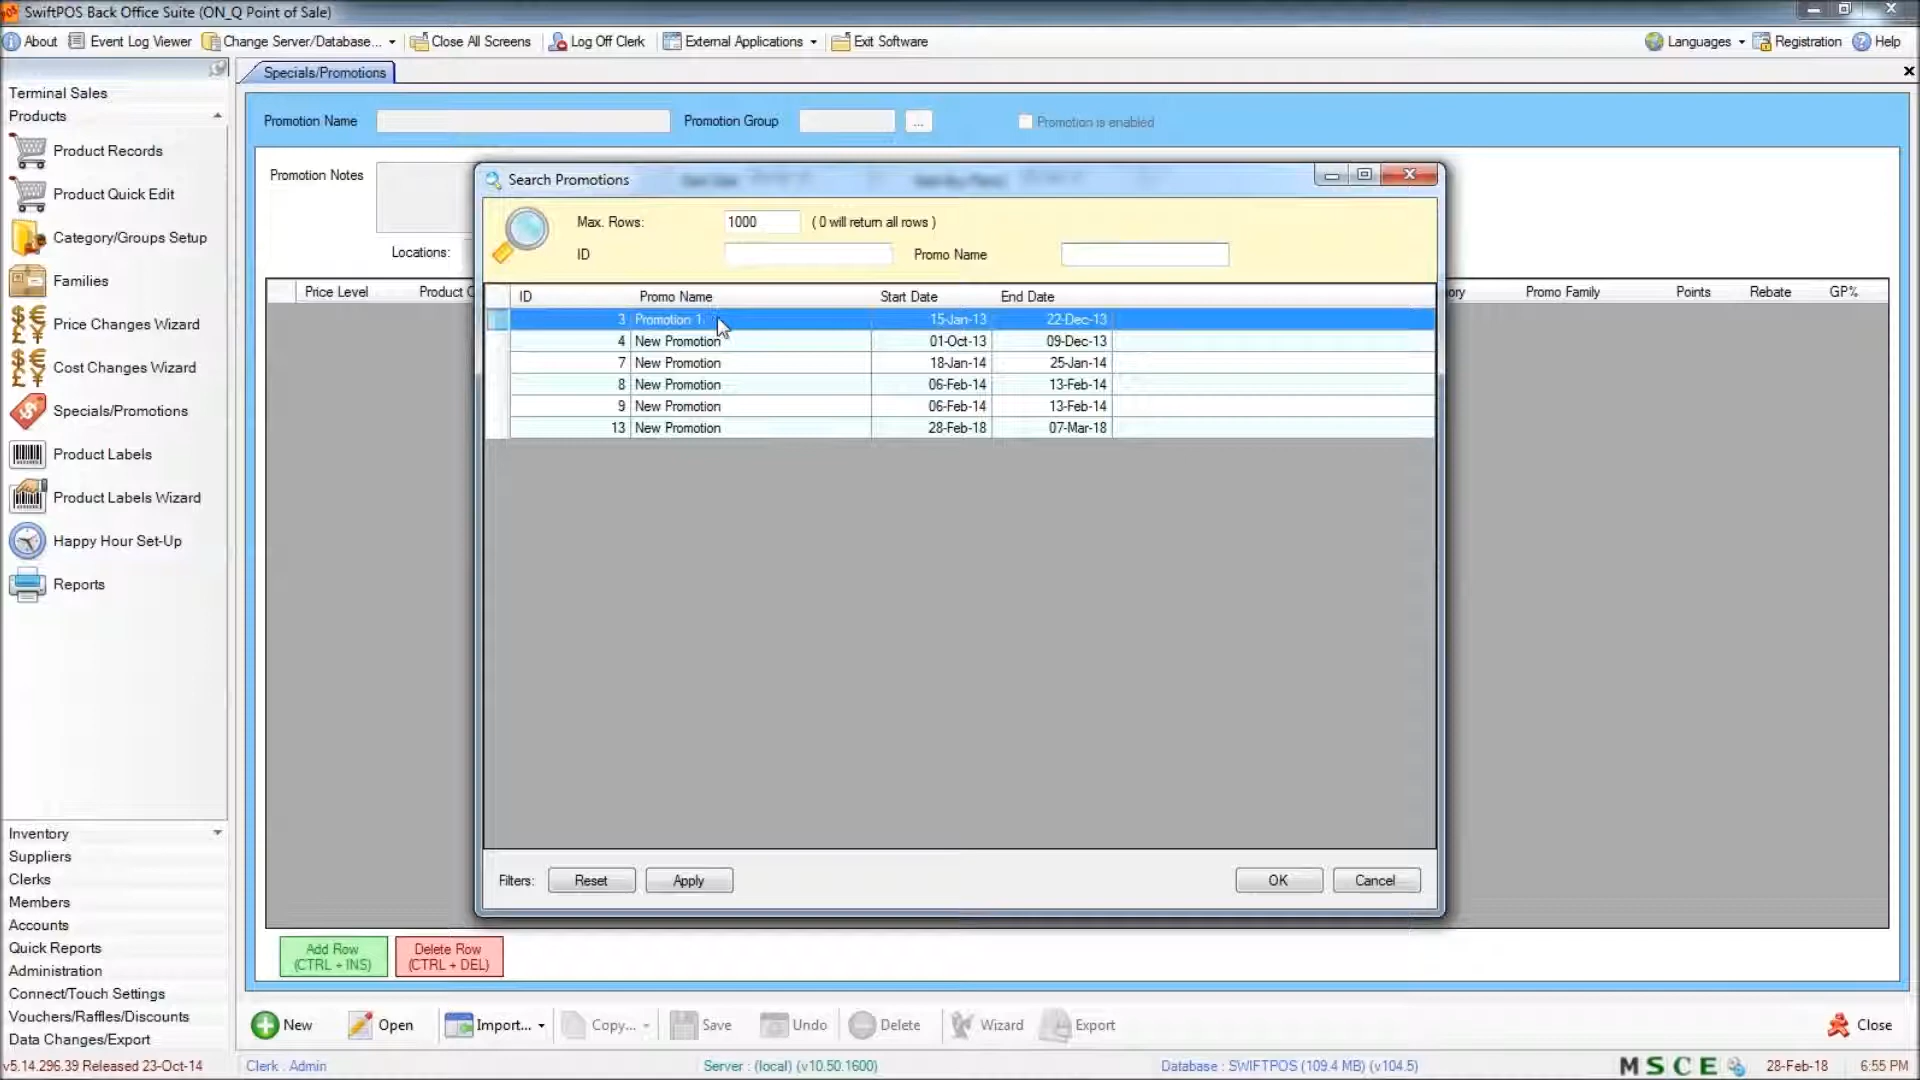 SwiftPOS Back Office Suite (ON_Q Point of Sale)
About Event Log Viewer Change Server/Database... Close All Screens Log Off Clerk External Applications Exit Software Languages Registration Help
Specials/Promotions
Terminal Sales
Products
Product Records
Product Quick Edit
Category/Groups Setup
Families
Price Changes Wizard
Cost Changes Wizard
Specials/Promotions
Product Labels
Product Labels Wizard
Happy Hour Set-Up
Reports
Inventory
Suppliers
Clerks
Members
Accounts
Quick Reports
Administration
Connect/Touch Settings
Vouchers/Raffles/Discounts
Data Changes/Export
Promotion Name Promotion Group ... Promotion is enabled
Promotion Notes
Locations:
Price Level Product C ory Promo Family Points Rebate GP%
Search Promotions
Max. Rows: 1000 ( 0 will return all rows )
ID Promo Name
ID Promo Name Start Date End Date
3 Promotion 1 15-Jan-13 22-Dec-13
4 New Promotion 01-Oct-13 09-Dec-13
7 New Promotion 18-Jan-14 25-Jan-14
8 New Promotion 06-Feb-14 13-Feb-14
9 New Promotion 06-Feb-14 13-Feb-14
13 New Promotion 28-Feb-18 07-Mar-18
Filters: Reset Apply OK Cancel
Add Row
(CTRL + INS)
Delete Row
(CTRL + DEL)
New Open Import... Copy... Save Undo Delete Wizard Export Close
v5.14.296.39 Released 23-Oct-14 Clerk : Admin Server : (local) (v10.50.1600) Database : SWIFTPOS (109.4 MB) (v104.5) M S C E 28-Feb-18 6:55 PM